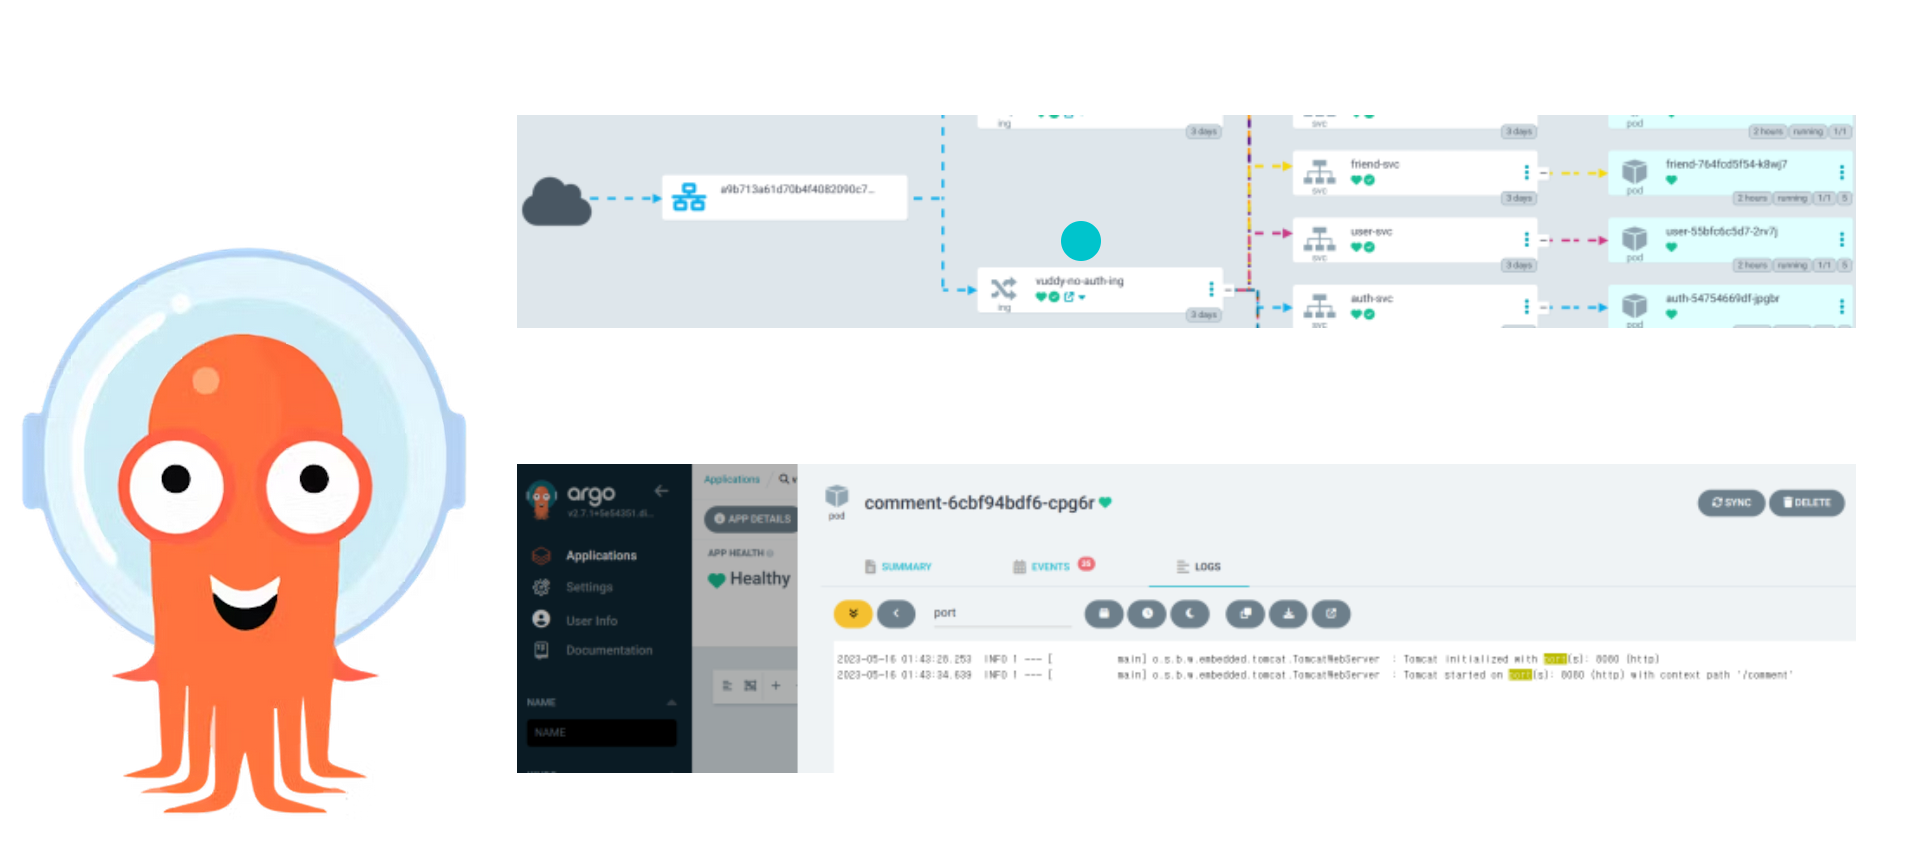 ing
3 days
svc
3 days
pod
2 hours running 1/1
a9b713a61d70b4f4082090c7...
friend-svc
svc
3 days
friend-764fcd5f54-k8wj7
pod
2 hours running 1/1 5
user-svc
svc
3 days
user-55bfc6c5d7-2rv7j
pod
2 hours running 1/1 5
vuddy-no-auth-ing
ing
3 days
auth-svc
svc
auth-54754669df-jpgbr
pod
argo
v2.7.1+5e54351.di...
Applications
Settings
User Info
Documentation
NAME
NAME
Applications / v
APP DETAILS
APP HEALTH
Healthy
pod
comment-6cbf94bdf6-cpg6r
SYNC DELETE
SUMMARY EVENTS LOGS
port
2023-05-16 01:43:28.253 INFO 1 --- [ main] o.s.b.w.embedded.tomcat.TomcatWebServer : Tomcat initialized with port(s): 8080 (http)
2023-05-16 01:43:34.639 INFO 1 --- [ main] o.s.b.w.embedded.tomcat.TomcatWebServer : Tomcat started on port(s): 8080 (http) with context path '/comment'